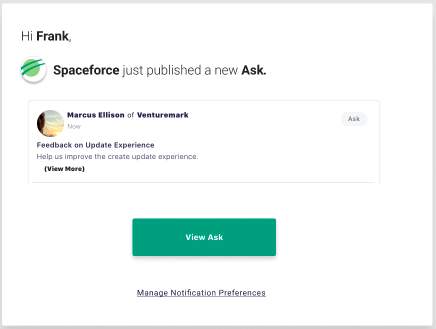 Hi Frank,
Spaceforce just published a new Ask.
Marcus Ellison of Venturemark
Ask
Now
Feedback on Update Experience
Help us improve the create update experience.
(View More)
View Ask
Manage Notification Preferences